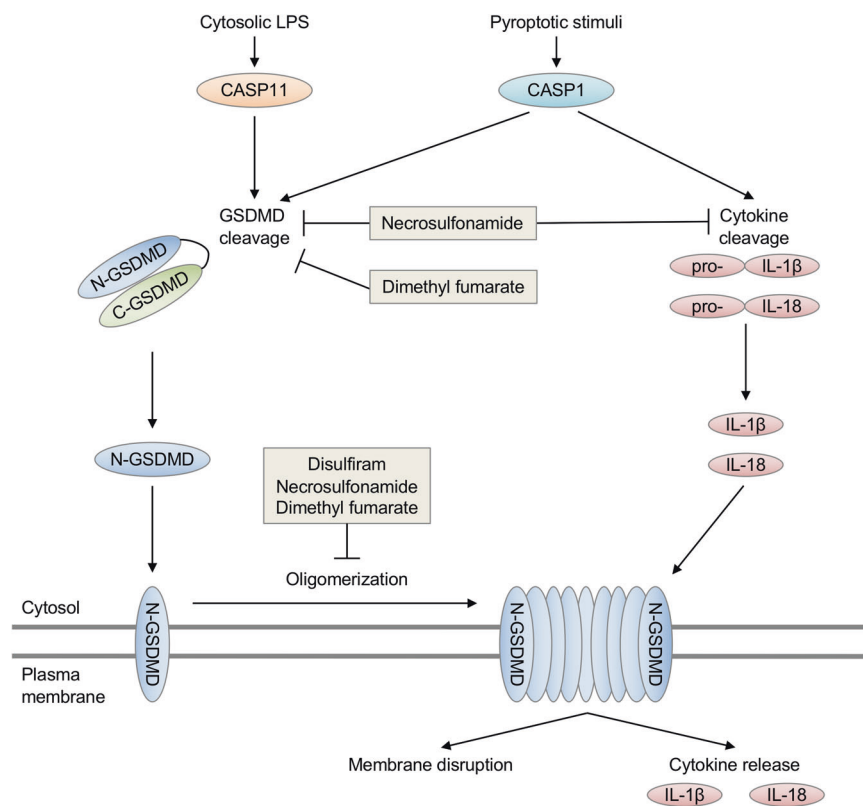 Cytosolic LPS
Pyroptotic stimuli
CASP11
CASP1
GSDMD
cleavage
Necrosulfonamide
Cytokine
cleavage
N-GSDMD
C-GSDMD
Dimethyl fumarate
pro-
IL-1β
pro-
IL-18
IL-1β
IL-18
N-GSDMD
Disulfiram
Necrosulfonamide
Dimethyl fumarate
Oligomerization
Cytosol
Plasma
membrane
N-GSDMD
N-GSDMD
N-GSDMD
Membrane disruption
Cytokine release
IL-1β
IL-18